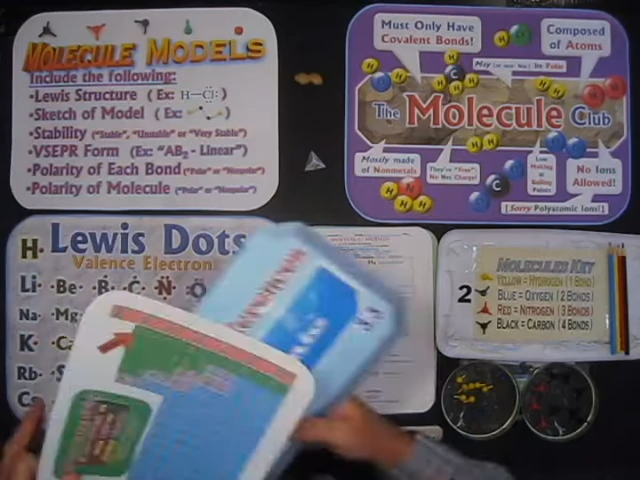 MOLECULE MODELS
Include the following:
•Lewis Structure (Ex: H—Cl:)
•Sketch of Model (Ex: )
•Stability ("Stable", "Unstable" or "Very Stable")
•VSEPR Form (Ex: "AB2 - Linear")
•Polarity of Each Bond ("Polar" or "Nonpolar")
•Polarity of Molecule ("Polar" or "Nonpolar")
Must Only Have
Covalent Bonds!
Composed
of Atoms
May (or may Not) be Polar
The Molecule Club
Mostly made
of Nonmetals
They're "Free"
No Net Charge!
Low
Melting &
Boiling
Points
No Ions
Allowed!
[Sorry Polyatomic Ions!]
Lewis Dots
Valence Electron
H·
Li· ·Be·
Na· ·Mg·
K·
Rb·
2
MOLECULES KEY
YELLOW = HYDROGEN (1 BOND)
BLUE = OXYGEN (2 BONDS)
RED = NITROGEN (3 BONDS)
BLACK = CARBON (4 BONDS)